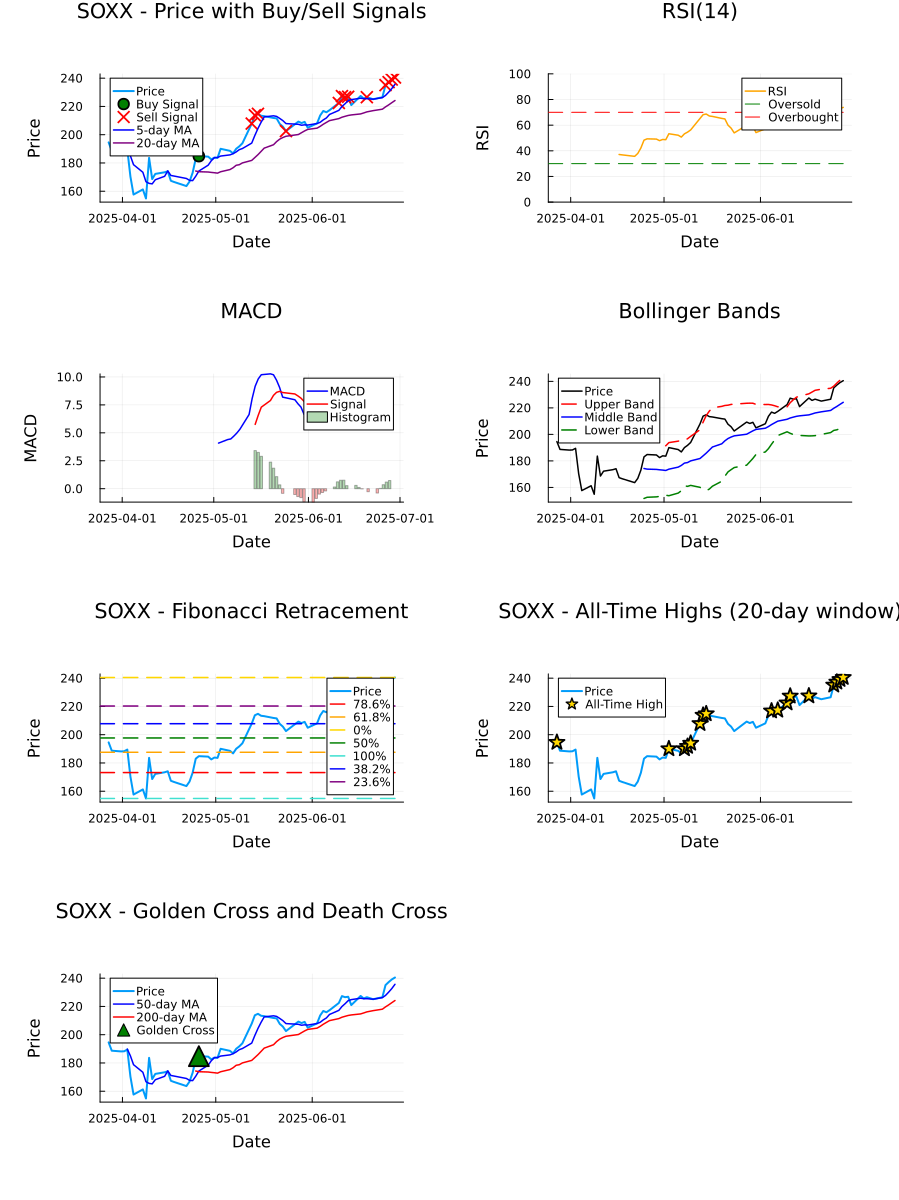 SOXX - Price with Buy/Sell Signals
Price
240
220
200
180
160
Price
Buy Signal
Sell Signal
5-day MA
20-day MA
2025-04-01 2025-05-01 2025-06-01
Date
RSI(14)
RSI
100
80
60
40
20
0
RSI
Oversold
Overbought
2025-04-01 2025-05-01 2025-06-01
Date
MACD
MACD
10.0
7.5
5.0
2.5
0.0
MACD
Signal
Histogram
2025-04-01 2025-05-01 2025-06-01 2025-07-01
Date
Bollinger Bands
Price
240
220
200
180
160
Price
Upper Band
Middle Band
Lower Band
2025-04-01 2025-05-01 2025-06-01
Date
SOXX - Fibonacci Retracement
Price
240
220
200
180
160
Price
78.6%
61.8%
0%
50%
100%
38.2%
23.6%
2025-04-01 2025-05-01 2025-06-01
Date
SOXX - All-Time Highs (20-day window)
Price
240
220
200
180
160
Price
All-Time High
2025-04-01 2025-05-01 2025-06-01
Date
SOXX - Golden Cross and Death Cross
Price
240
220
200
180
160
Price
50-day MA
200-day MA
Golden Cross
2025-04-01 2025-05-01 2025-06-01
Date